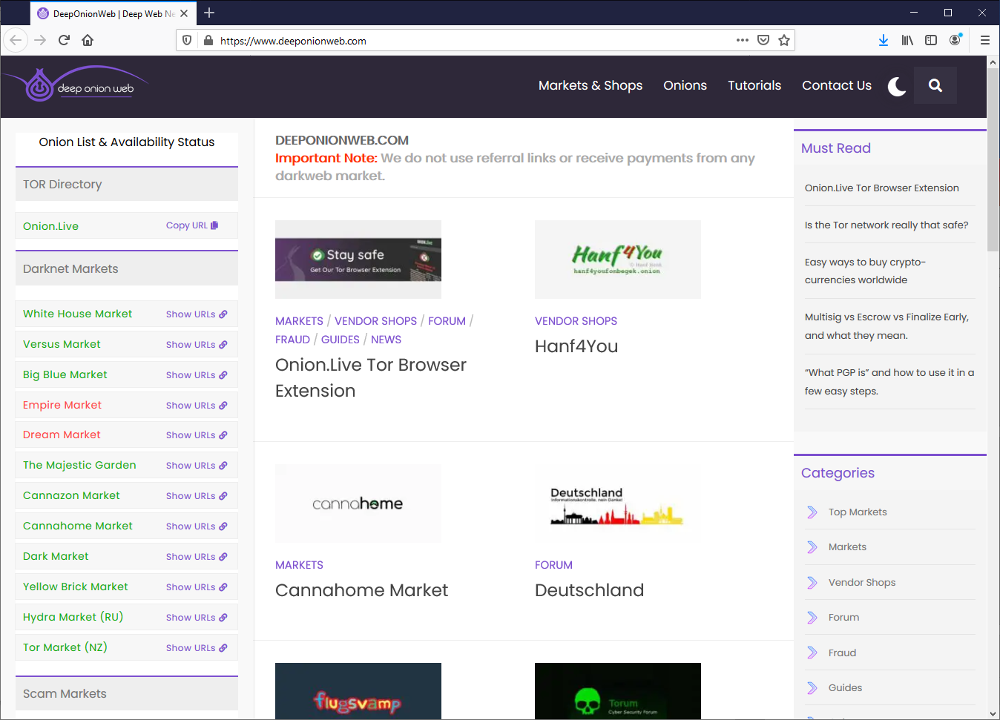 DeepOnionWeb | Deep Web Ne
https://www.deeponionweb.com
deep onion web
Markets & Shops
Onions
Tutorials
Contact Us
Onion List & Availability Status
TOR Directory
Onion.Live
Copy URL
Darknet Markets
White House Market
Show URLs
Versus Market
Show URLs
Big Blue Market
Show URLs
Empire Market
Show URLs
Dream Market
Show URLs
The Majestic Garden
Show URLs
Cannazon Market
Show URLs
Cannahome Market
Show URLs
Dark Market
Show URLs
Yellow Brick Market
Show URLs
Hydra Market (RU)
Show URLs
Tor Market (NZ)
Show URLs
Scam Markets
DEEPONIONWEB.COM
Important Note: We do not use referral links or receive payments from any
darkweb market.
Stay safe
Get Our Tor Browser Extension
MARKETS / VENDOR SHOPS / FORUM /
FRAUD / GUIDES / NEWS
Onion.Live Tor Browser
Extension
Hanf4You
hanf4youfonbegek.onion
VENDOR SHOPS
Hanf4You
cannahome
MARKETS
Cannahome Market
Deutschland
Informationskontrolle, nein Danke!
FORUM
Deutschland
flugsvamp
Torum
Cyber Security Forum
Must Read
Onion.Live Tor Browser Extension
Is the Tor network really that safe?
Easy ways to buy crypto-
currencies worldwide
Multisig vs Escrow vs Finalize Early,
and what they mean.
“What PGP is” and how to use it in a
few easy steps.
Categories
Top Markets
Markets
Vendor Shops
Forum
Fraud
Guides